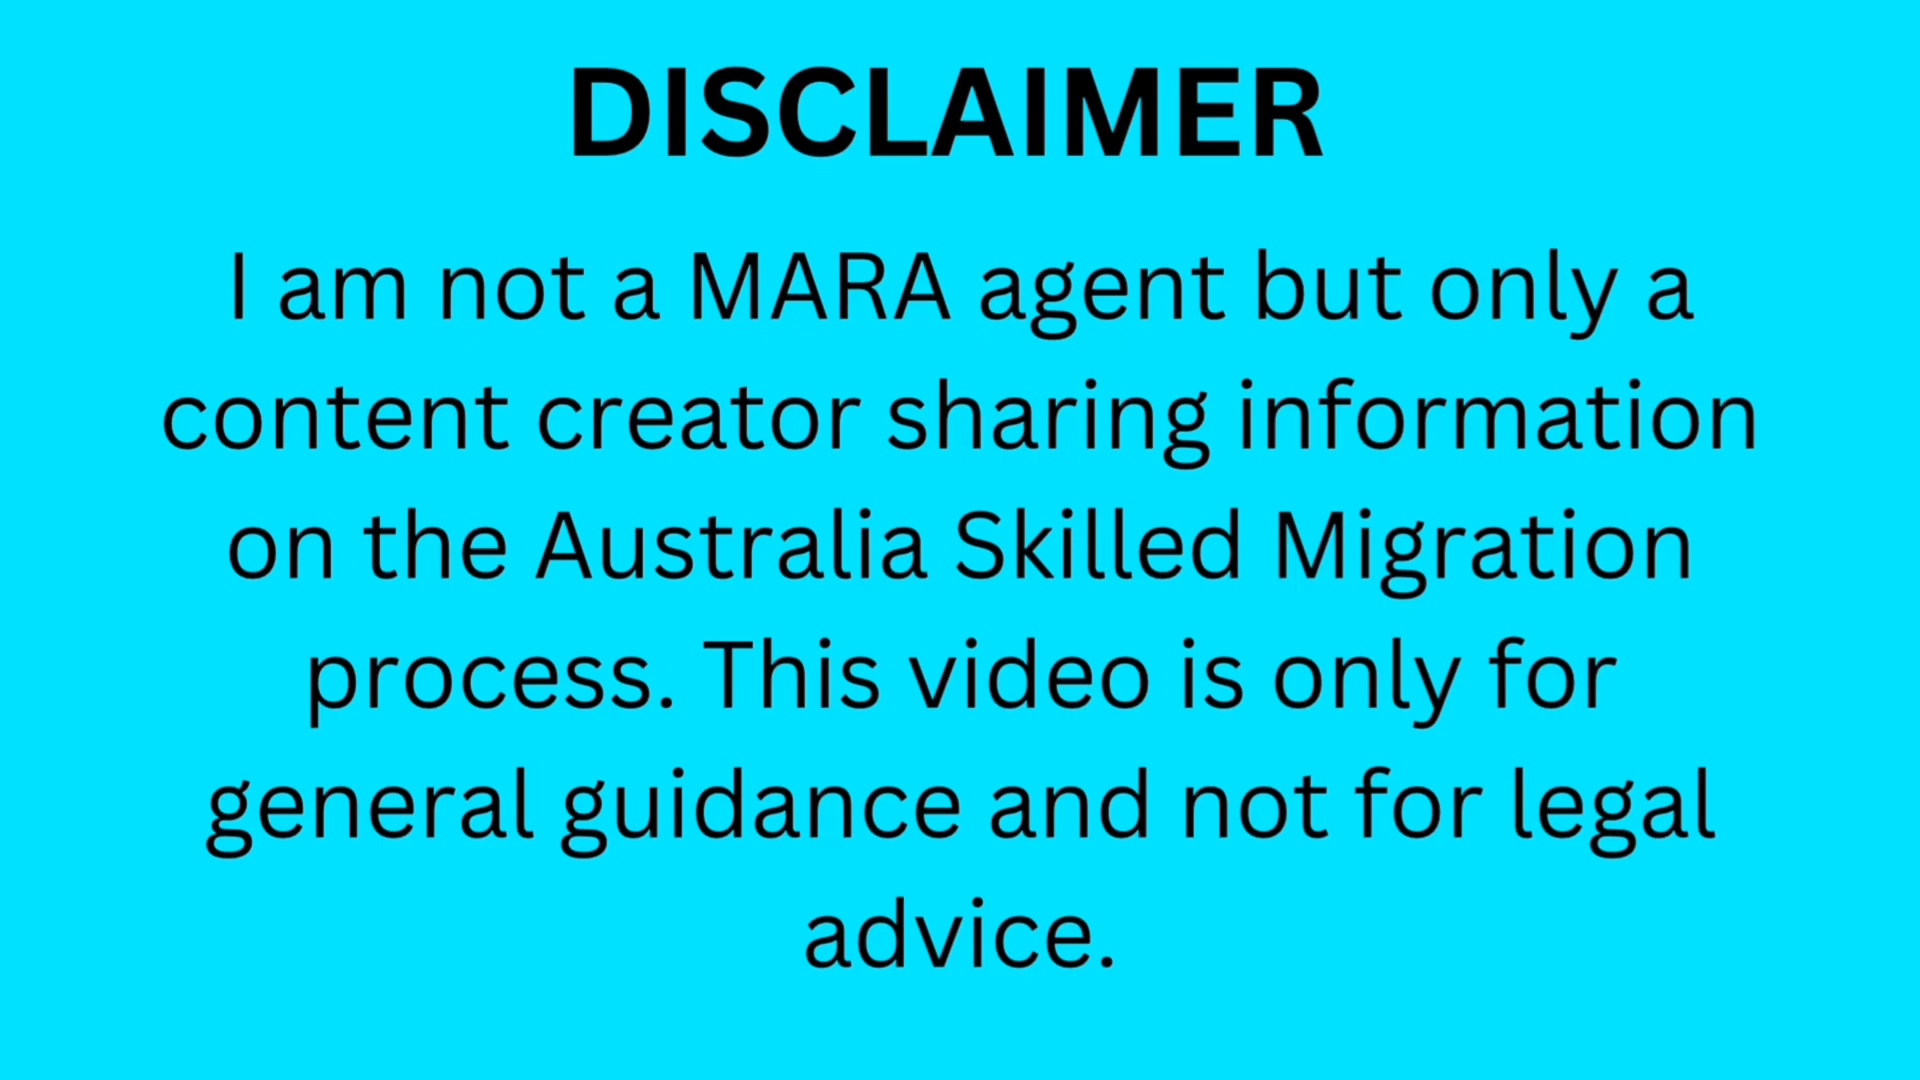 DISCLAIMER
I am not a MARA agent but only a
content creator sharing information
on the Australia Skilled Migration
process. This video is only for
general guidance and not for legal
advice.